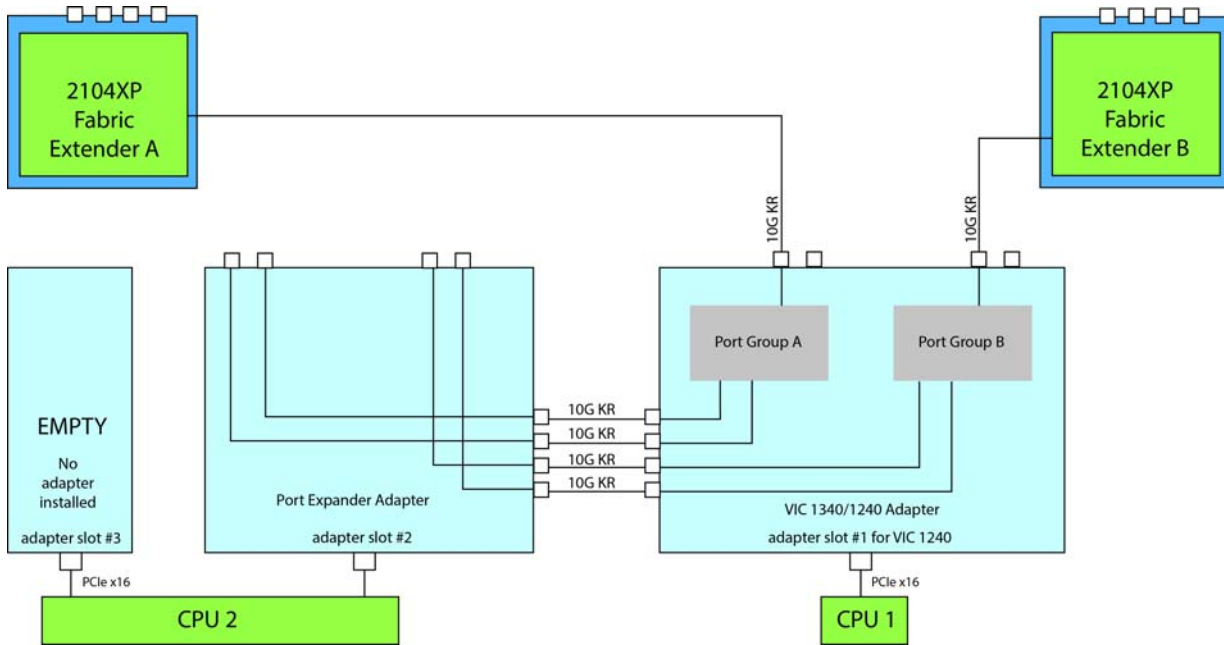 2104XP
Fabric
Extender A
2104XP
Fabric
Extender B
10G KR
10G KR
Port Group A
Port Group B
10G KR
10G KR
10G KR
10G KR
EMPTY
No
adapter
installed
adapter slot #3
Port Expander Adapter
adapter slot #2
VIC 1340/1240 Adapter
adapter slot #1 for VIC 1240
PCIe x16
PCIe x16
CPU 2
CPU 1